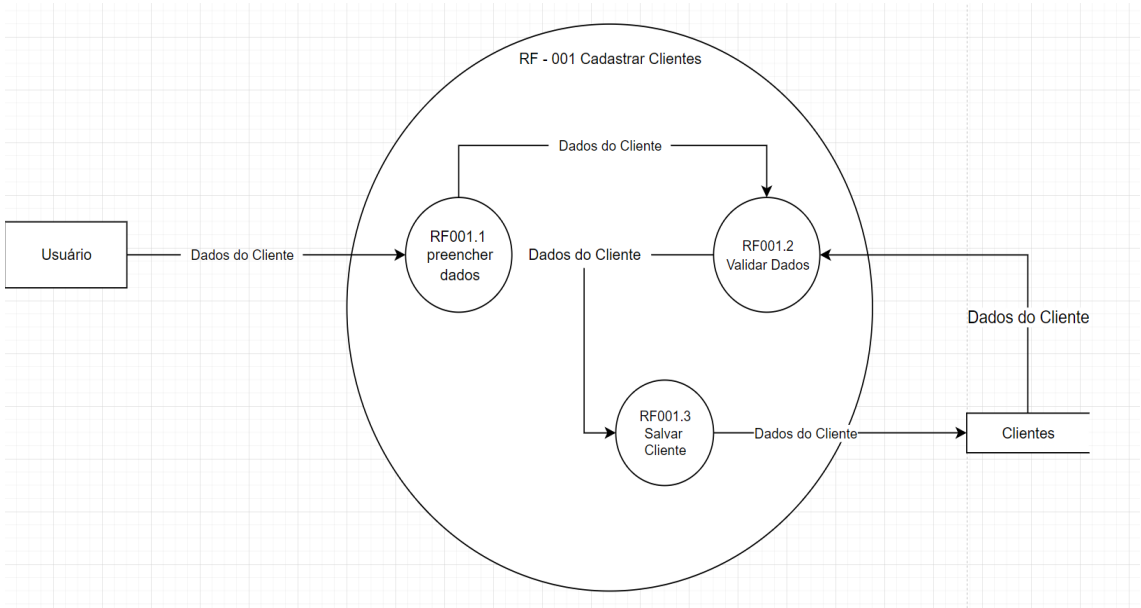 RF - 001 Cadastrar Clientes
Dados do Cliente
Usuário
Dados do Cliente
RF001.1
preencher
dados
Dados do Cliente
RF001.2
Validar Dados
Dados do Cliente
RF001.3
Salvar
Cliente
Dados do Cliente
Clientes